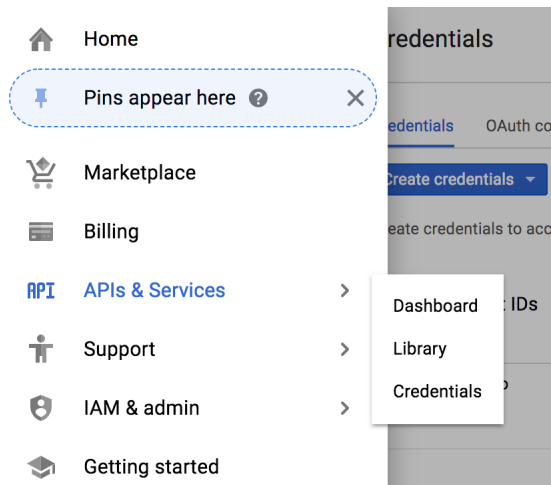 Home
Pins appear here
Marketplace
Billing
API APIs & Services
Support
IAM & admin
Getting started
Dashboard
Library
Credentials
redentials
edentials OAuth co
Create credentials
eate credentials to acc
IDs